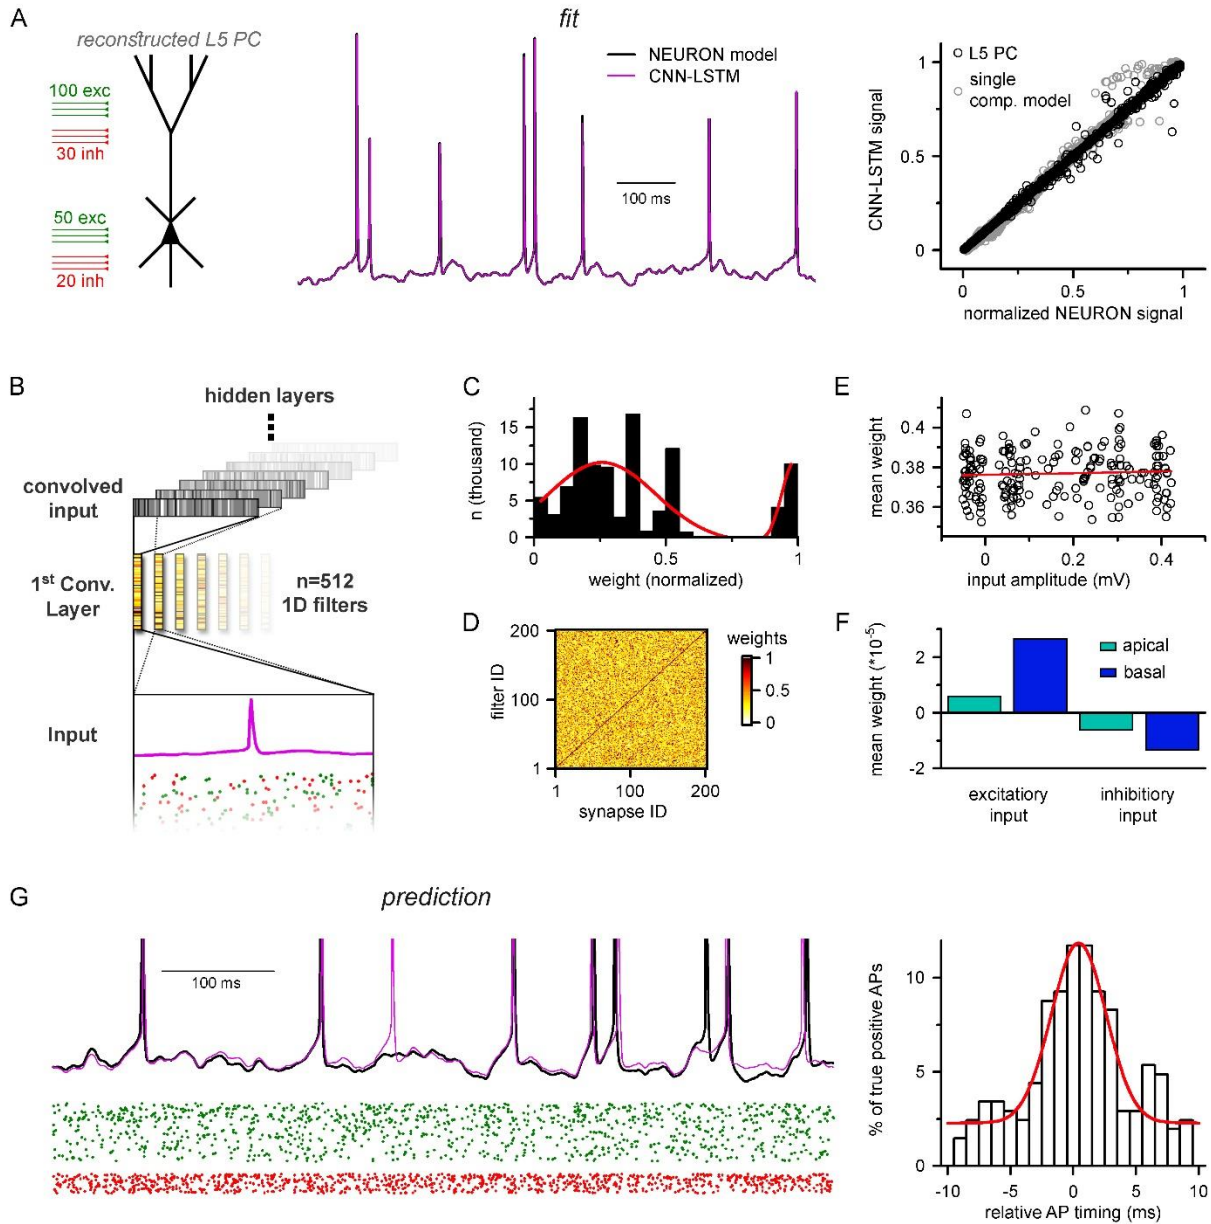 A
fit
reconstructed L5 PC
100 exc
30 inh
50 exc
20 inh
NEURON model
CNN-LSTM
100 ms
CNN-LSTM signal
1
0.5
0
L5 PC
single
comp. model
0
0.5
1
normalized NEURON signal
B
hidden layers
convolved
input
1st Conv.
Layer
n=512
1D filters
Input
C
n (thousand)
15
10
5
0
0
0.5
1
weight (normalized)
D
filter ID
200
100
1
1
100
200
synapse ID
weights
1
0.5
0
E
mean weight
0.4
0.38
0.36
0
0.2
0.4
input amplitude (mV)
F
mean weight (*10-5)
2
0
-2
apical
basal
excitatiory
input
inhibitiory
input
G
prediction
100 ms
% of true positive APs
10
5
0
-10
-5
0
5
10
relative AP timing (ms)